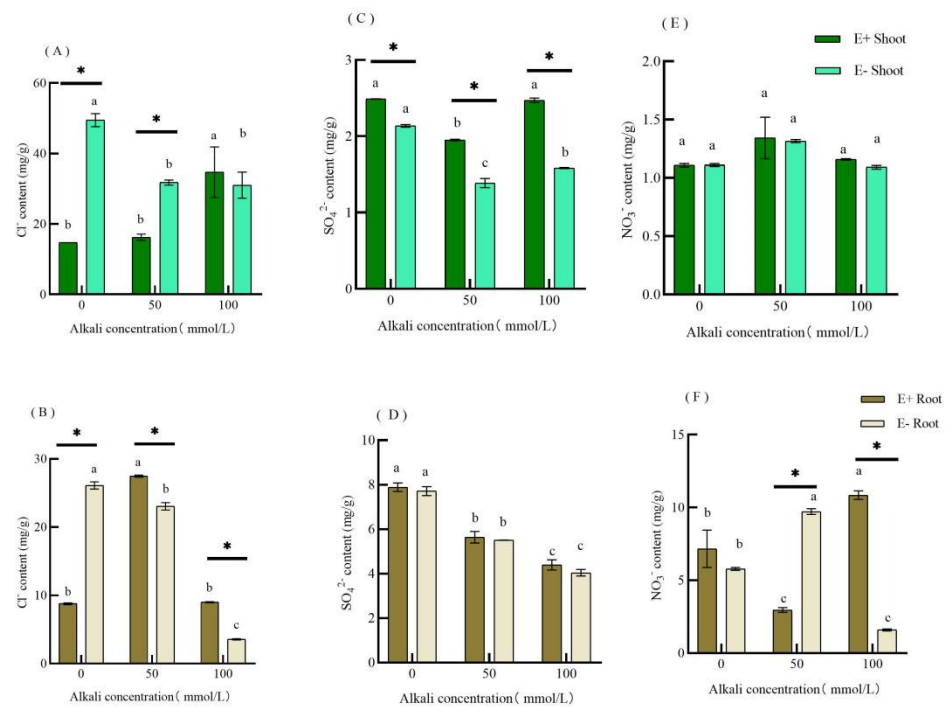 ( A )
*
*
a
b
b
b
a
b
60
40
20
0
Cl⁻ content (mg/g)
0 50 100
Alkali concentration( mmol/L)
( C )
*
*
*
a
a
b
c
a
b
3
2
1
0
SO₄²⁻ content (mg/g)
0 50 100
Alkali concentration( mmol/L)
( E )
E+ Shoot
E- Shoot
a a
a
a
a
a
2.0
1.5
1.0
0.5
0.0
NO₃⁻ content (mg/g)
0 50 100
Alkali concentration( mmol/L)
( B )
*
*
*
b
a
a
b
b
c
30
20
10
0
Cl⁻ content (mg/g)
0 50 100
Alkali concentration( mmol/L)
( D )
a a
b b
c c
10
8
6
4
2
0
SO₄²⁻ content (mg/g)
0 50 100
Alkali concentration( mmol/L)
( F )
E+ Root
E- Root
*
*
b
b
c
a
a
c
15
10
5
0
NO₃⁻ content (mg/g)
0 50 100
Alkali concentration( mmol/L)